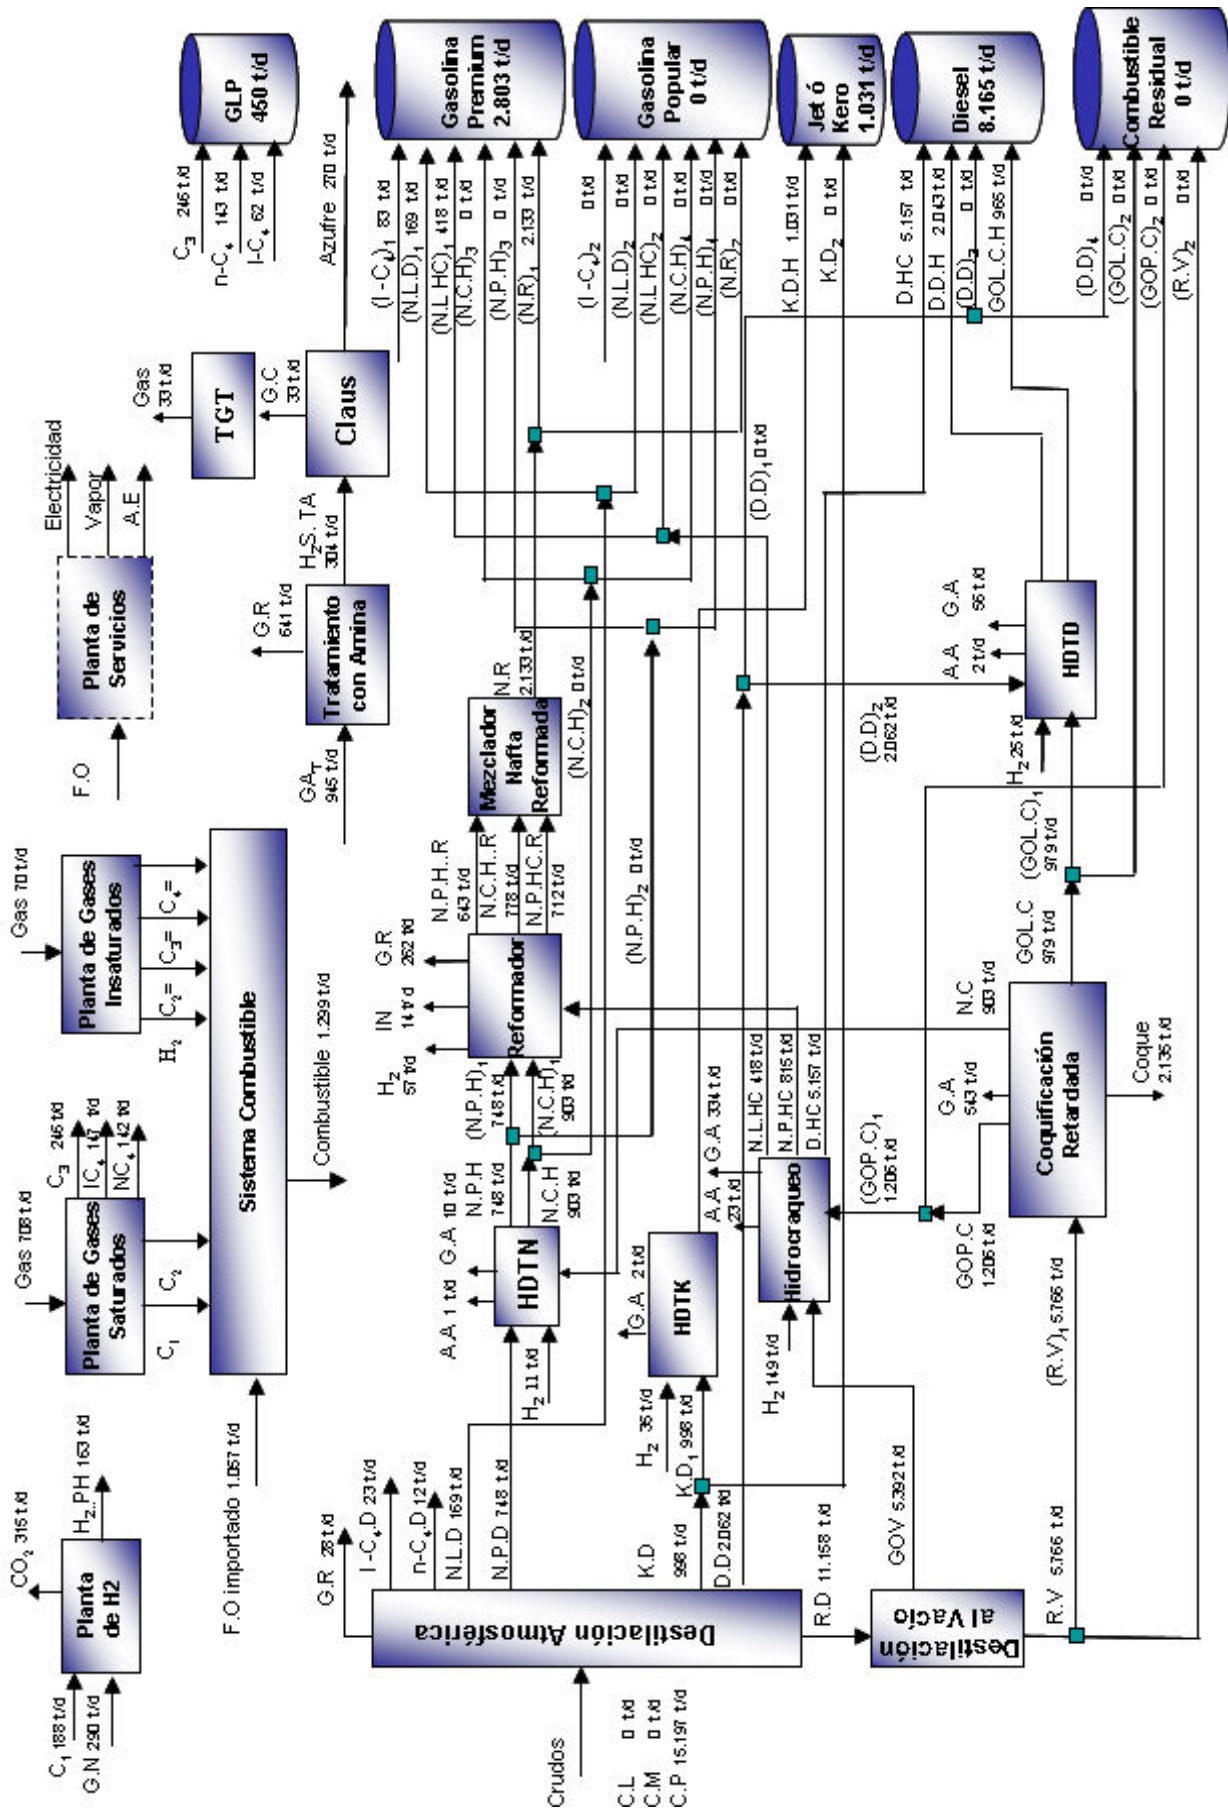 C₁ 188 t/d
G.N 290 t/d
Planta
de H2
CO₂ 315 t/d
H₂..PH 163 t/d
Gas 708 t/d
Planta de Gases
Saturados
C₃ 246 t/d
IC₄ 147 t/d
NC₄ 142 t/d
C₁
C₂
Gas 70 t/d
Planta de Gases
Insaturados
H₂
C₂=
C₃=
C₄=
F.O importado 1.057 t/d
Sistema Combustible
Combustible 1.299 t/d
F.O
Planta de
Servicios
Electricidad
Vapor
A.E
GA_T
945 t/d
Tratamiento
con Amina
G.R
641 t/d
H₂S. TA
304 t/d
Claus
G.C
33 t/d
TGT
Gas
33 t/d
Azufre 270 t/d
C₃ 246 t/d
n-C₄ 143 t/d
I-C₄ 62 t/d
GLP
450 t/d
Crudos
C.L 0 t/d
C.M 0 t/d
C.P 15.197 t/d
Destilación Atmosférica
G.R 28 t/d
I-C₄.D 23 t/d
n-C₄.D 12 t/d
N.L.D 169 t/d
N.P.D 748 t/d
K.D
998 t/d
D.D 2.062 t/d
R.D 11.158 t/d
Destilación
al Vacío
GOV 5.392 t/d
R.V 5.766 t/d
(R.V)₁ 5.766 t/d
H₂ 11 t/d
HDTN
A.A 1 t/d
G.A 10 t/d
N.P.H
748 t/d
N.C.H
903 t/d
(N.P.H)₁
748 t/d
(N.C.H)₁
903 t/d
Reformador
H₂
57 t/d
IN
14 t/d
G.R
262 t/d
N.P.H..R
643 t/d
N.C.H..R
778 t/d
N.P.HC.R
712 t/d
Mezclador
Nafta
Reformada
N.R
2.133 t/d
(N.C.H)₂ 0 t/d
(N.P.H)₂ 0 t/d
H₂ 35 t/d
K.D₁ 998 t/d
HDTK
G.A 2 t/d
H₂ 149 t/d
Hidrocraqueo
A.A
23 t/d
G.A 334 t/d
N.L.HC 418 t/d
N.P.HC 815 t/d
D.HC 5.157 t/d
(GOP.C)₁
1.206 t/d
GOP.C
1.206 t/d
Coquificación
Retardada
G.A
543 t/d
N.C
903 t/d
Coque
2.135 t/d
GOL.C
979 t/d
(GOL.C)₁
979 t/d
H₂ 25 t/d
(D.D)₂
2.062 t/d
HDTD
A.A
2 t/d
G.A
56 t/d
(D.D)₁ 0 t/d
(I-C₄)₁ 83 t/d
(N.L.D)₁ 169 t/d
(N.L.HC)₁ 418 t/d
(N.C.H)₃ 0 t/d
(N.P.H)₃ 0 t/d
(N.R)₁ 2.133 t/d
Gasolina
Premium
2.803 t/d
(I-C₄)₂ 0 t/d
(N.L.D)₂ 0 t/d
(N.L.HC)₂ 0 t/d
(N.C.H)₄ 0 t/d
(N.P.H)₄ 0 t/d
(N.R)₂ 0 t/d
Gasolina
Popular
0 t/d
K.D.H 1.031 t/d
K.D₂ 0 t/d
Jet ó
Kero
1.031 t/d
D.HC 5.157 t/d
D.D.H 2.043 t/d
(D.D)₃ 0 t/d
GOL.C.H 965 t/d
Diesel
8.165 t/d
(D.D)₄ 0 t/d
(GOL.C)₂ 0 t/d
(GOP.C)₂ 0 t/d
(R.V)₂ 0 t/d
Combustible
Residual
0 t/d